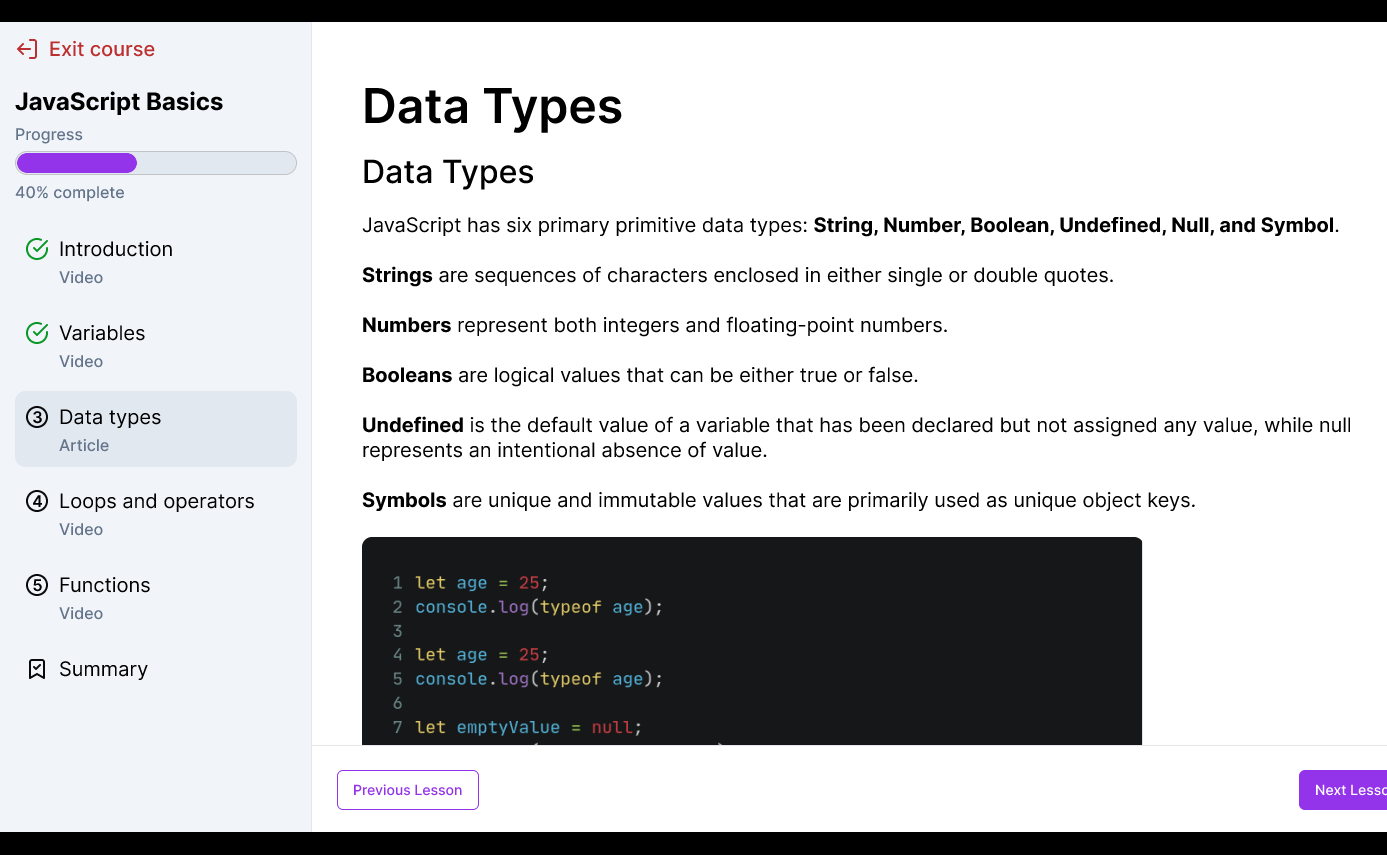 Exit course
JavaScript Basics
Progress
40% complete
Introduction
Video
Variables
Video
3 Data types
Article
4 Loops and operators
Video
5 Functions
Video
Summary
Data Types
Data Types
JavaScript has six primary primitive data types: String, Number, Boolean, Undefined, Null, and Symbol.
Strings are sequences of characters enclosed in either single or double quotes.
Numbers represent both integers and floating-point numbers.
Booleans are logical values that can be either true or false.
Undefined is the default value of a variable that has been declared but not assigned any value, while null
represents an intentional absence of value.
Symbols are unique and immutable values that are primarily used as unique object keys.
1 let age = 25;
2 console.log(typeof age);
3
4 let age = 25;
5 console.log(typeof age);
6
7 let emptyValue = null;
Previous Lesson
Next Lesso